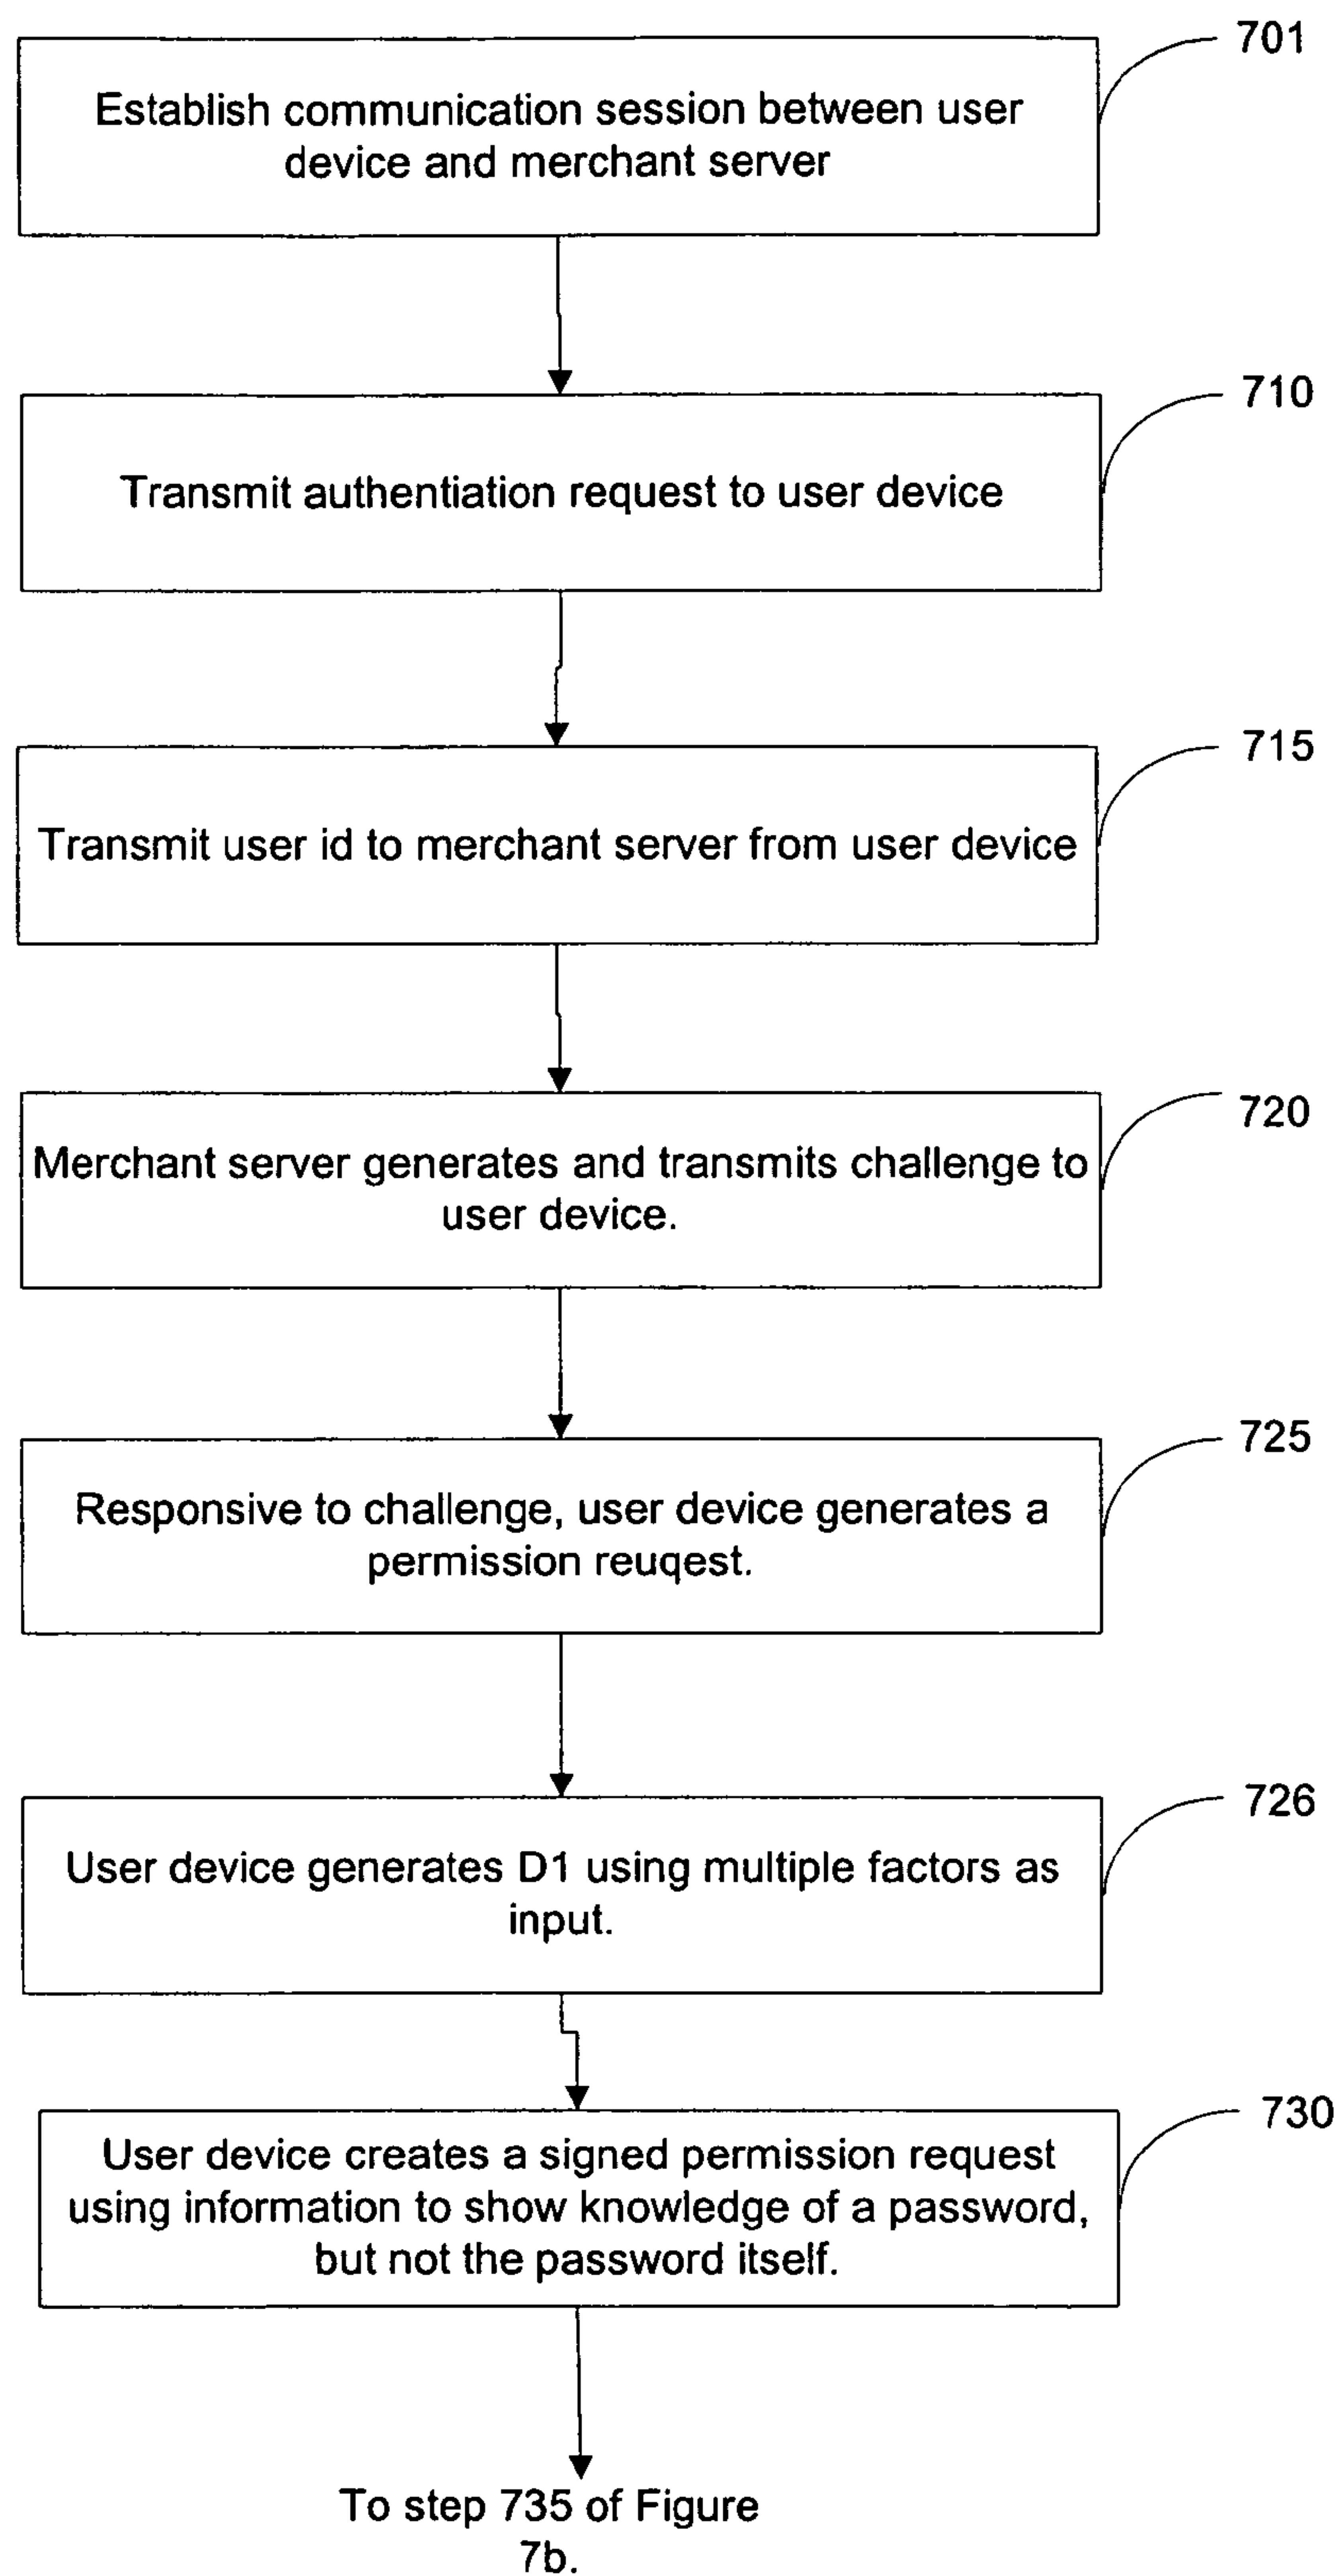 701
Establish communication session between user
device and merchant server
710
Transmit authentiation request to user device
715
Transmit user id to merchant server from user device
720
Merchant server generates and transmits challenge to
user device.
725
Responsive to challenge, user device generates a
permission reuqest.
726
User device generates D1 using multiple factors as
input.
730
User device creates a signed permission request
using information to show knowledge of a password,
but not the password itself.
To step 735 of Figure
7b.